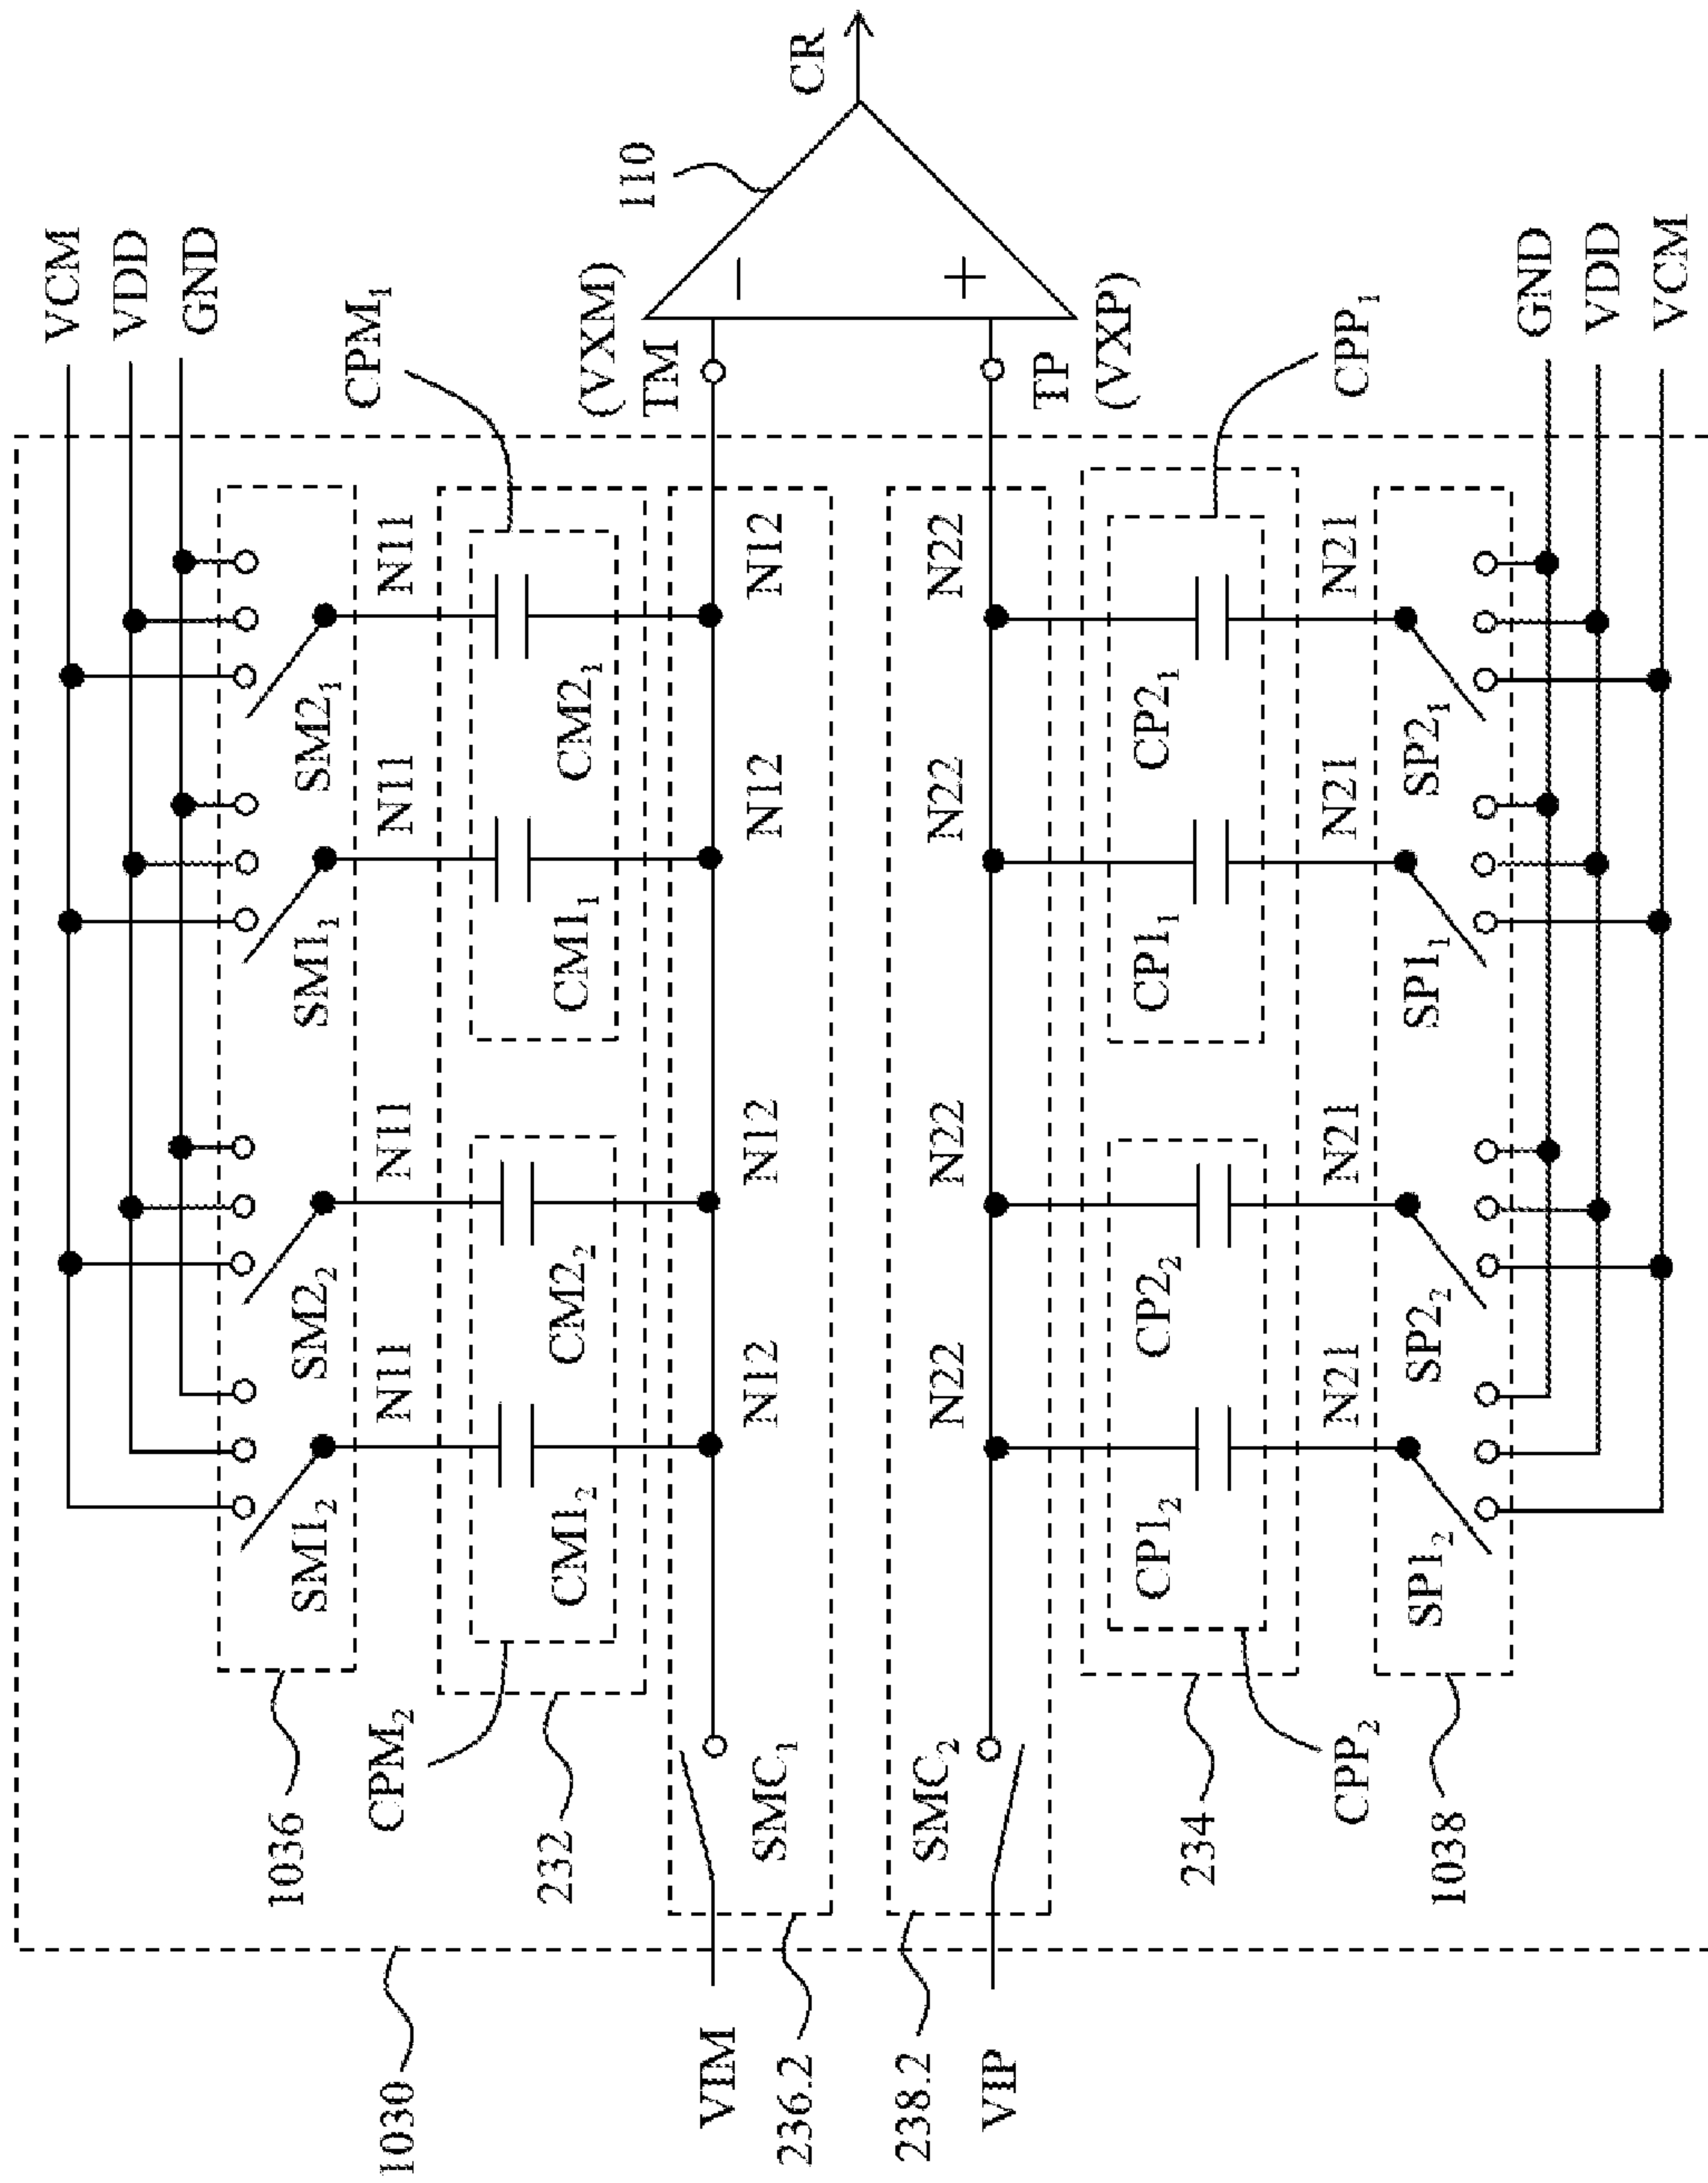 1030
VCM
VDD
GND
1036
SM1₂
SM2₂
SM1₁
SM2₁
N11
N11
N11
N11
CPM₂
CPM₁
232
CM1₂
CM2₂
CM1₁
CM2₁
(VXM)
TM
VIM
SMC₁
N12
N12
N12
N12
236.2
110
−
+
CR
238.2
VIP
SMC₂
N22
N22
N22
N22
TP
(VXP)
CP1₂
CP2₂
CP1₁
CP2₁
234
CPP₂
CPP₁
N21
N21
N21
N21
1038
SP1₂
SP2₂
SP1₁
SP2₁
GND
VDD
VCM